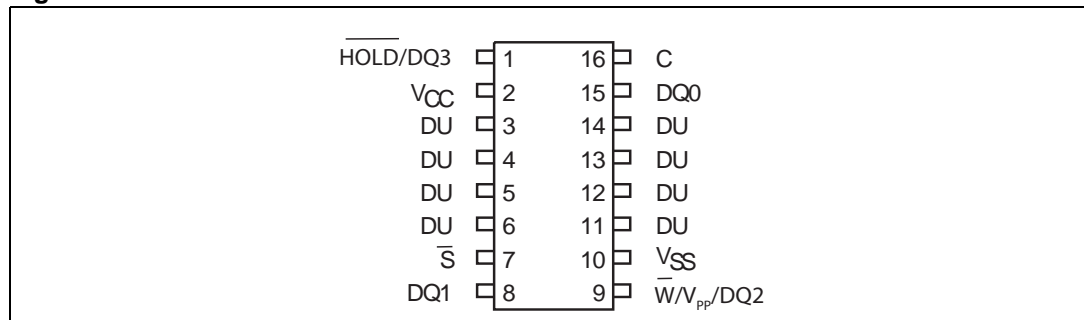 HOLD/DQ3 1 16 C
VCC 2 15 DQ0
DU 3 14 DU
DU 4 13 DU
DU 5 12 DU
DU 6 11 DU
S 7 10 VSS
DQ1 8 9 W/VPP/DQ2